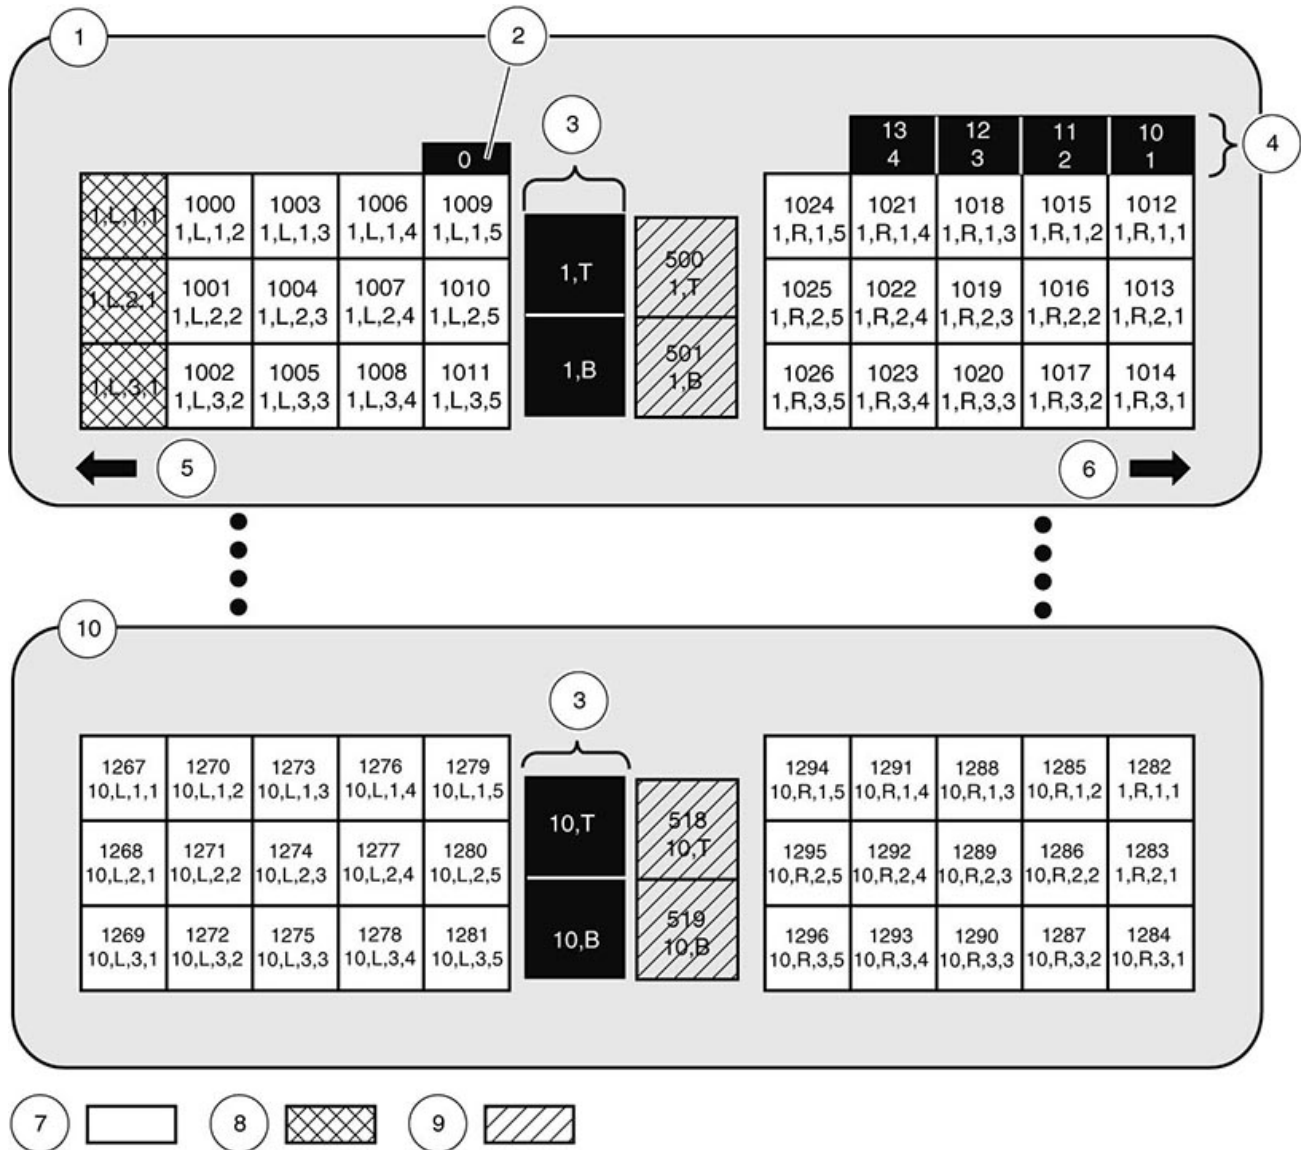 1
2
3
4
0
13 12 11 10
4 3 2 1
1,L,1,1 1000 1003 1006 1009
1,L,1,2 1,L,1,3 1,L,1,4 1,L,1,5
1,L,2,1 1001 1004 1007 1010
1,L,2,2 1,L,2,3 1,L,2,4 1,L,2,5
1,L,3,1 1002 1005 1008 1011
1,L,3,2 1,L,3,3 1,L,3,4 1,L,3,5
1,T
1,B
500
1,T
501
1,B
1024 1021 1018 1015 1012
1,R,1,5 1,R,1,4 1,R,1,3 1,R,1,2 1,R,1,1
1025 1022 1019 1016 1013
1,R,2,5 1,R,2,4 1,R,2,3 1,R,2,2 1,R,2,1
1026 1023 1020 1017 1014
1,R,3,5 1,R,3,4 1,R,3,3 1,R,3,2 1,R,3,1
5
6
10
3
1267 1270 1273 1276 1279
10,L,1,1 10,L,1,2 10,L,1,3 10,L,1,4 10,L,1,5
1268 1271 1274 1277 1280
10,L,2,1 10,L,2,2 10,L,2,3 10,L,2,4 10,L,2,5
1269 1272 1275 1278 1281
10,L,3,1 10,L,3,2 10,L,3,3 10,L,3,4 10,L,3,5
10,T
10,B
518
10,T
519
10,B
1294 1291 1288 1285 1282
10,R,1,5 10,R,1,4 10,R,1,3 10,R,1,2 1,R,1,1
1295 1292 1289 1286 1283
10,R,2,5 10,R,2,4 10,R,2,3 10,R,2,2 1,R,2,1
1296 1293 1290 1287 1284
10,R,3,5 10,R,3,4 10,R,3,3 10,R,3,2 10,R,3,1
7 8 9